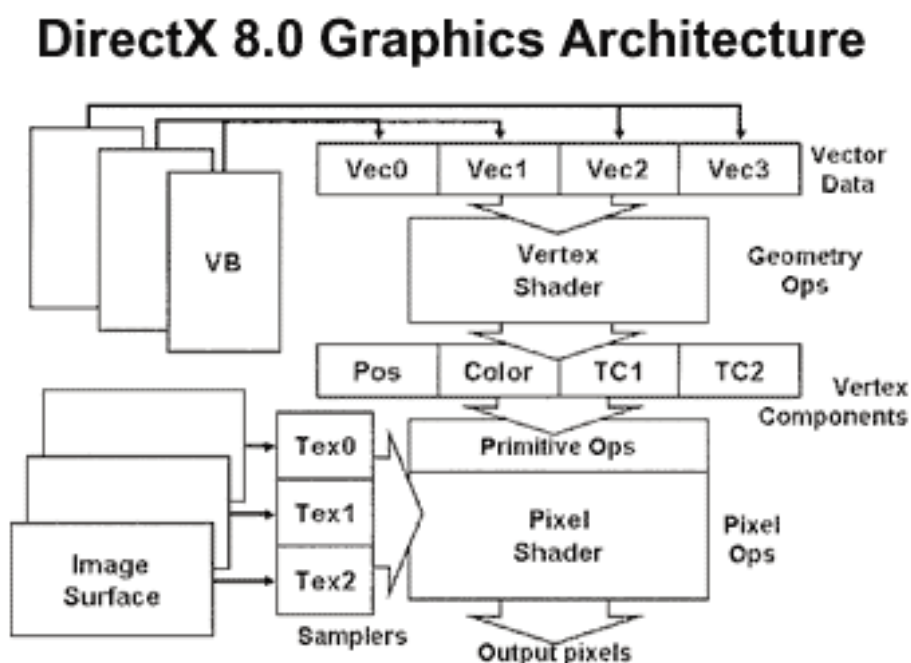 DirectX 8.0 Graphics Architecture
Vec0 Vec1 Vec2 Vec3
Vector
Data
VB
Vertex
Shader
Geometry
Ops
Pos Color TC1 TC2
Vertex
Components
Primitive Ops
Tex0
Tex1
Tex2
Pixel
Shader
Pixel
Ops
Image
Surface
Samplers
Output pixels